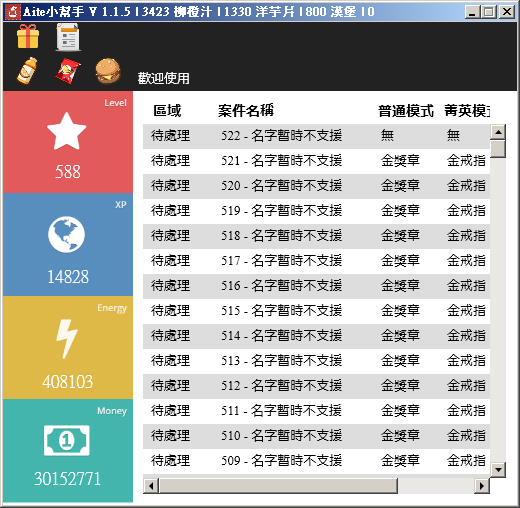 Aite小幫手 V 1.1.5 | 3423 柳橙汁 | 1330 洋芋片 | 800 漢堡 | 0
歡迎使用
Level
588
XP
14828
Energy
408103
Money
1
30152771
區域 案件名稱 普通模式 菁英模式
待處理 522 - 名字暫時不支援 無 無
待處理 521 - 名字暫時不支援 金獎章 金戒指
待處理 520 - 名字暫時不支援 金獎章 金戒指
待處理 519 - 名字暫時不支援 金獎章 金戒指
待處理 518 - 名字暫時不支援 金獎章 金戒指
待處理 517 - 名字暫時不支援 金獎章 金戒指
待處理 516 - 名字暫時不支援 金獎章 金戒指
待處理 515 - 名字暫時不支援 金獎章 金戒指
待處理 514 - 名字暫時不支援 金獎章 金戒指
待處理 513 - 名字暫時不支援 金獎章 金戒指
待處理 512 - 名字暫時不支援 金獎章 金戒指
待處理 511 - 名字暫時不支援 金獎章 金戒指
待處理 510 - 名字暫時不支援 金獎章 金戒指
待處理 509 - 名字暫時不支援 金獎章 金戒指